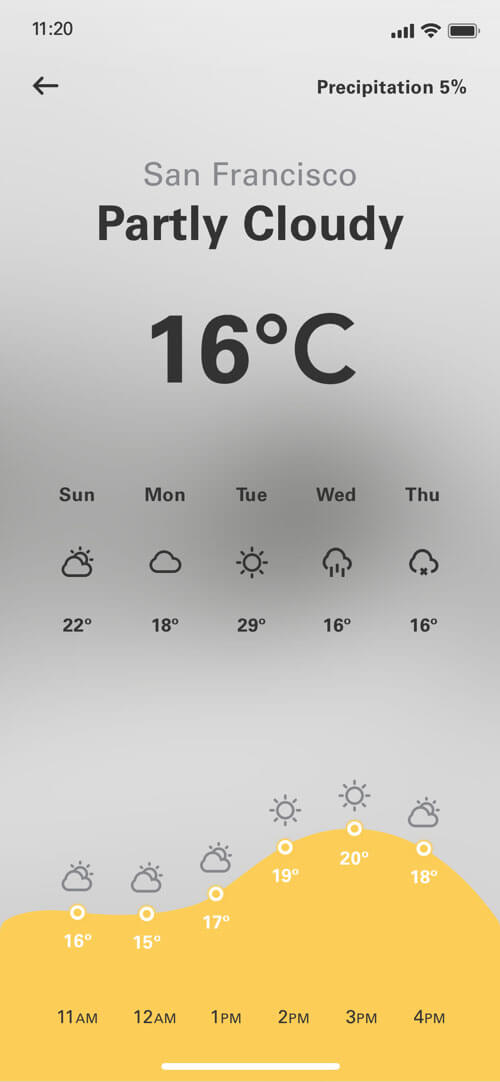 11:20
Precipitation 5%
San Francisco
Partly Cloudy
16°C
Sun Mon Tue Wed Thu
22° 18° 29° 16° 16°
16° 15° 17° 19° 20° 18°
11AM 12AM 1PM 2PM 3PM 4PM